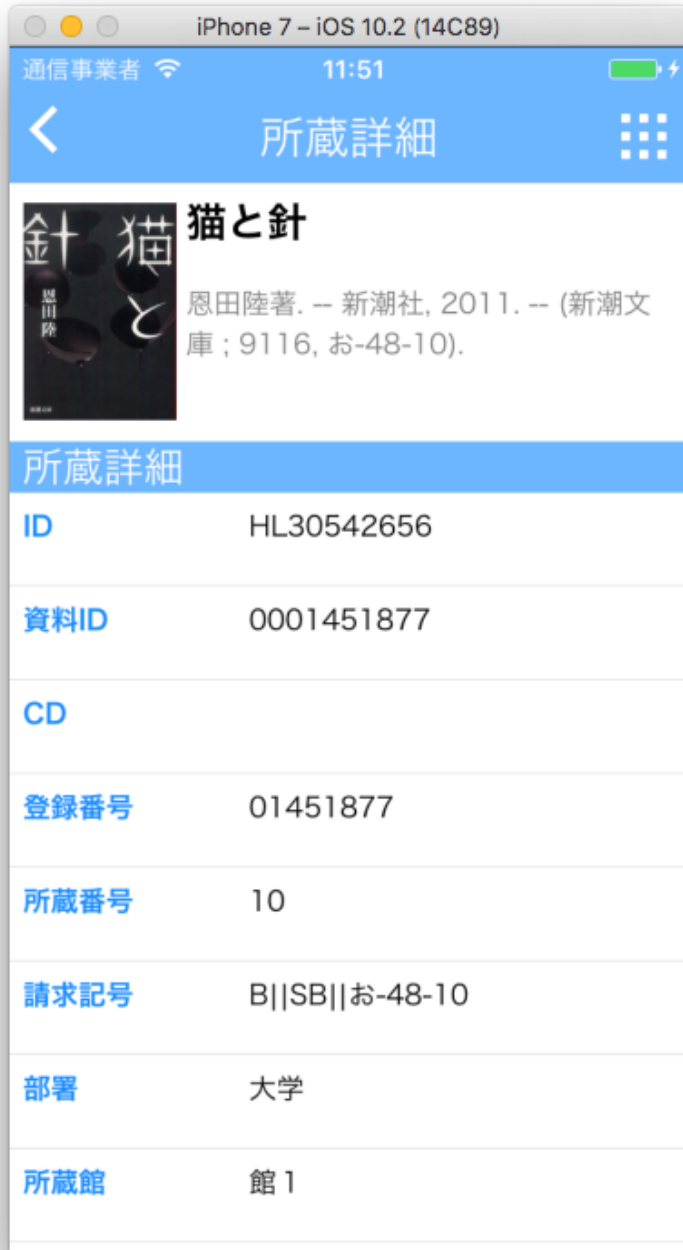 iPhone 7 – iOS 10.2 (14C89)
通信事業者 11:51
所蔵詳細
針 猫と
恩田陸
猫と針
恩田陸著. -- 新潮社, 2011. -- (新潮文
庫 ; 9116, お-48-10).
所蔵詳細
ID HL30542656
資料ID 0001451877
CD
登録番号 01451877
所蔵番号 10
請求記号 B||SB||お-48-10
部署 大学
所蔵館 館1